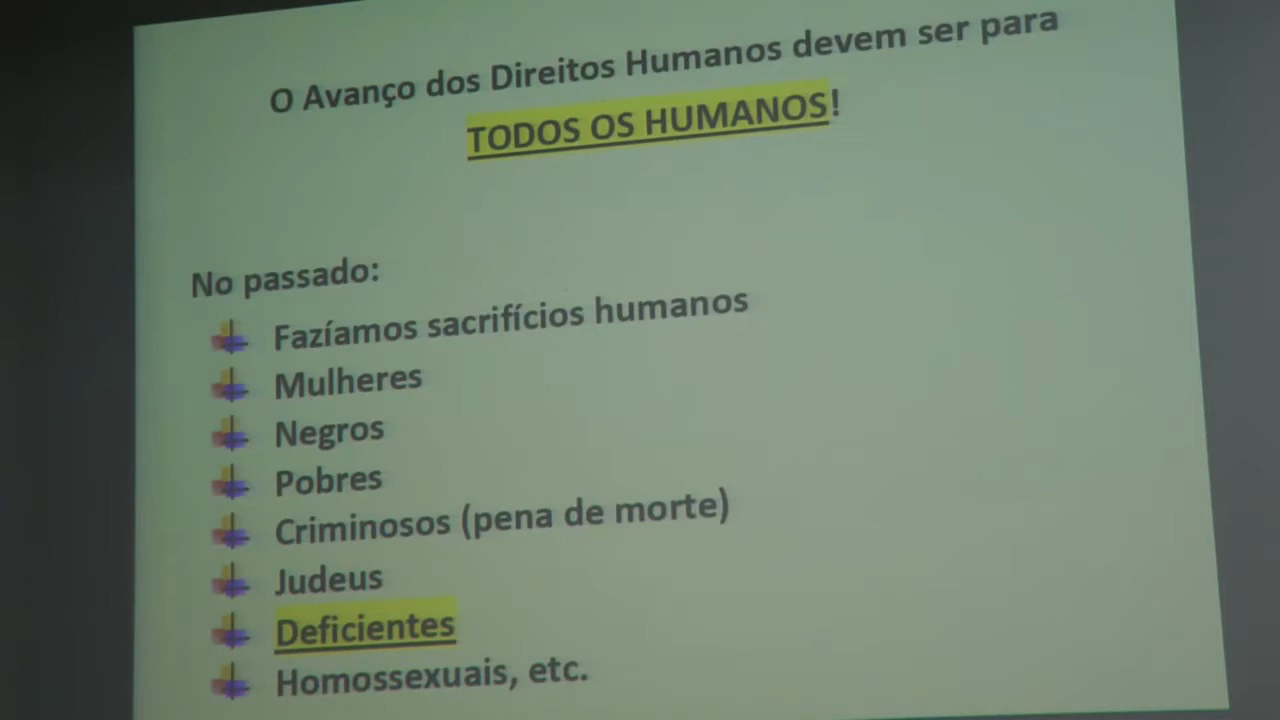 O Avanço dos Direitos Humanos devem ser para
TODOS OS HUMANOS!
No passado:
Fazíamos sacrifícios humanos
Mulheres
Negros
Pobres
Criminosos (pena de morte)
Judeus
Deficientes
Homossexuais, etc.